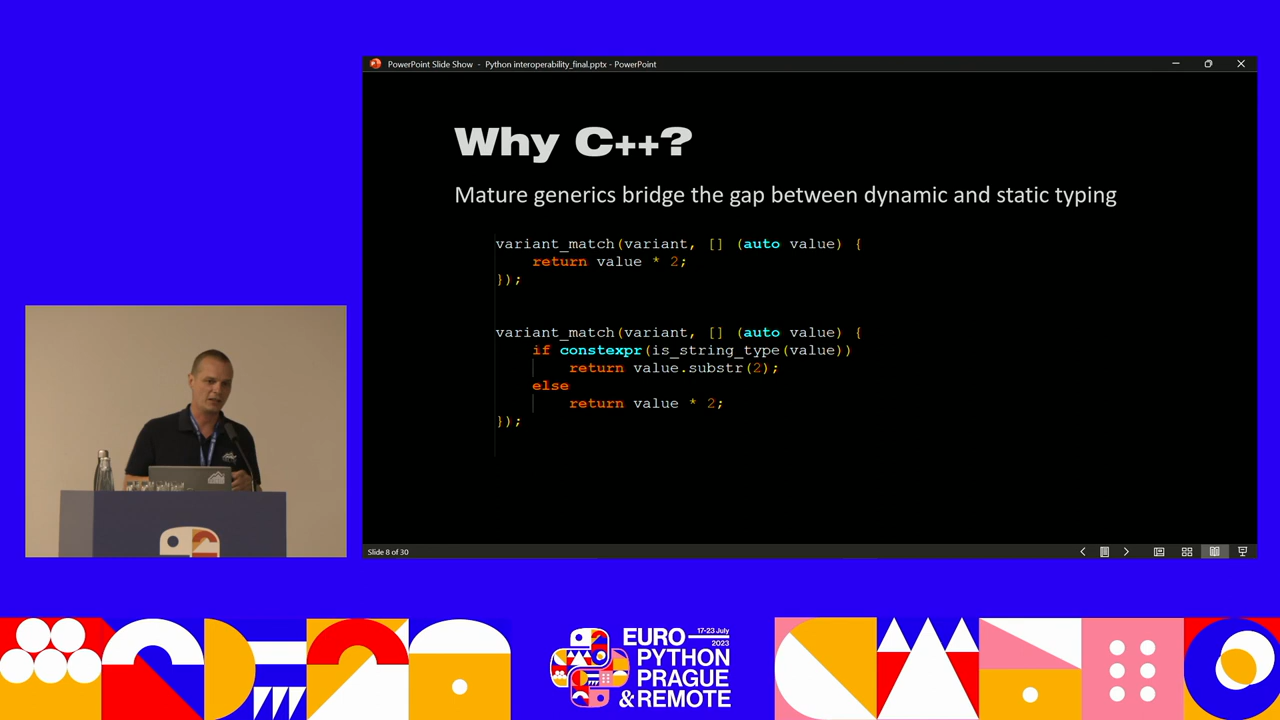 PowerPoint Slide Show - Python interoperability_final.pptx - PowerPoint
Why C++?
Mature generics bridge the gap between dynamic and static typing
variant_match(variant, [] (auto value) {
    return value * 2;
});
variant_match(variant, [] (auto value) {
    if constexpr(is_string_type(value))
        return value.substr(2);
    else
        return value * 2;
});
Slide 8 of 30
EURO
17-23 July
2023
PYTHON
PRAGUE
& REMOTE